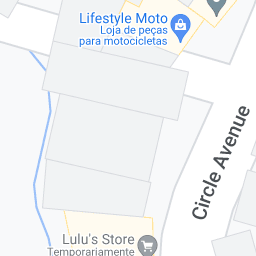 Lifestyle Moto
Loja de peças
para motocicletas
Circle Avenue
Lulu's Store
Temporariamente